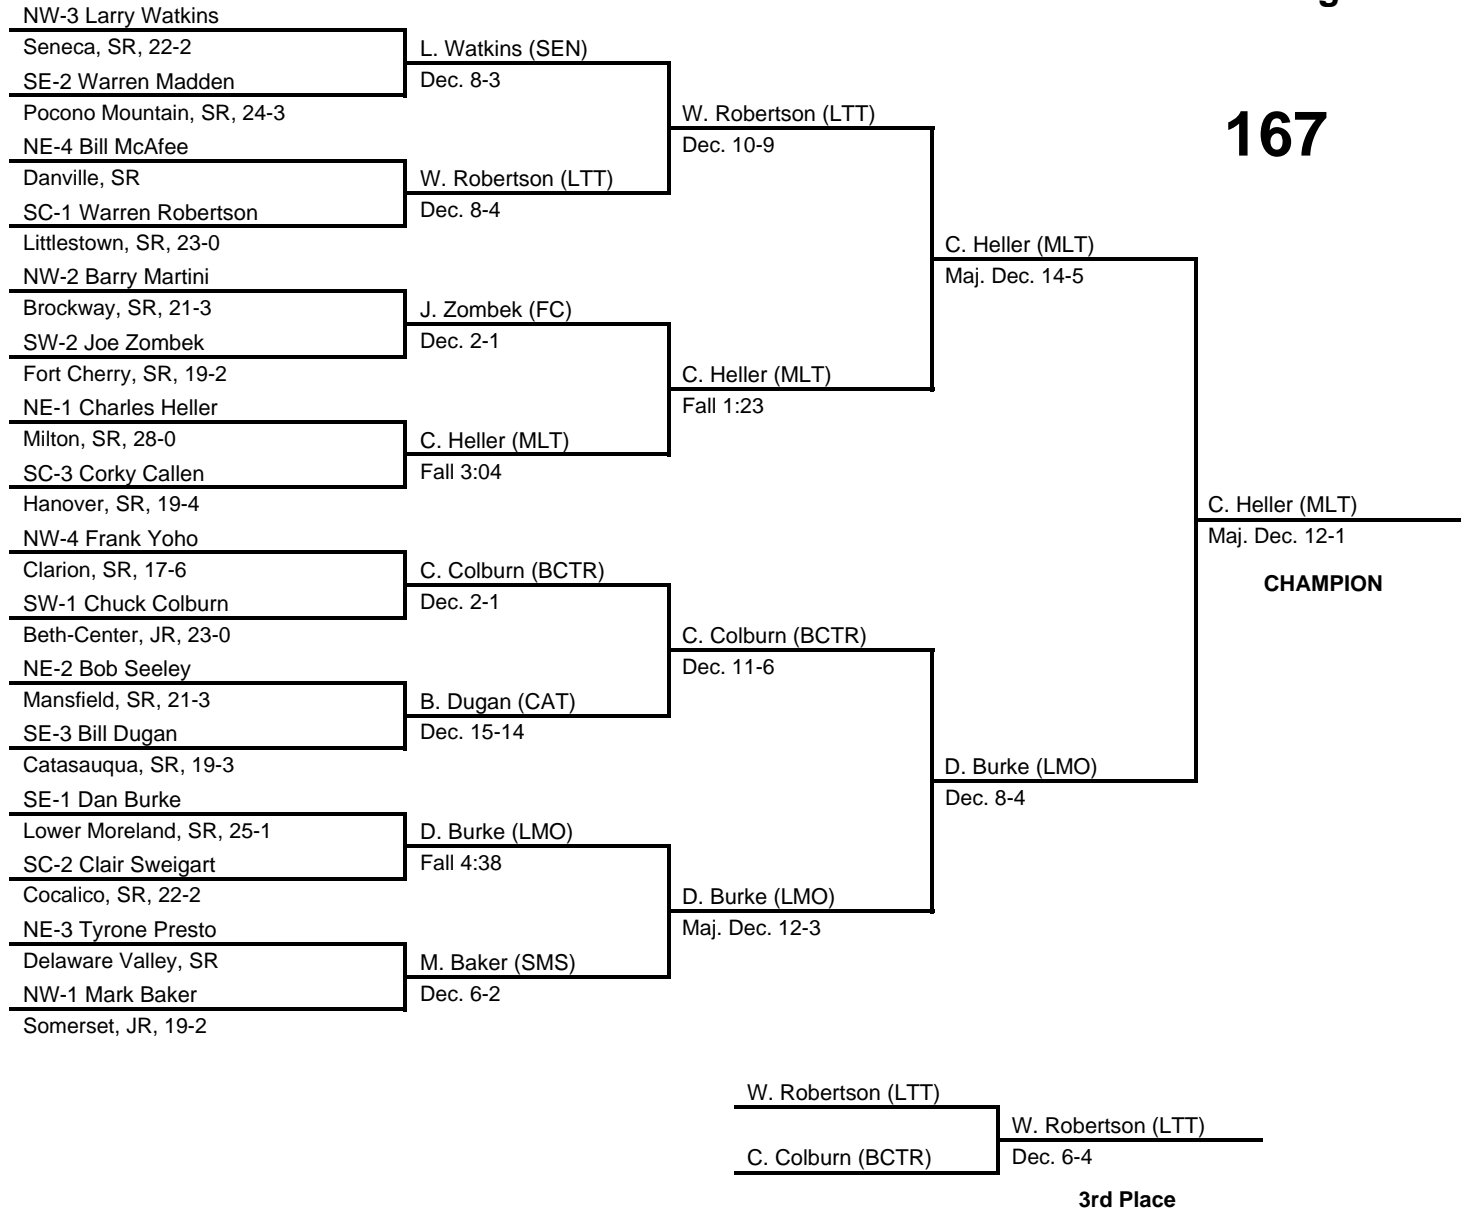 NW-3 Larry Watkins
Seneca, SR, 22-2
SE-2 Warren Madden
Pocono Mountain, SR, 24-3
NE-4 Bill McAfee
Danville, SR
SC-1 Warren Robertson
Littlestown, SR, 23-0
NW-2 Barry Martini
Brockway, SR, 21-3
SW-2 Joe Zombek
Fort Cherry, SR, 19-2
NE-1 Charles Heller
Milton, SR, 28-0
SC-3 Corky Callen
Hanover, SR, 19-4
NW-4 Frank Yoho
Clarion, SR, 17-6
SW-1 Chuck Colburn
Beth-Center, JR, 23-0
NE-2 Bob Seeley
Mansfield, SR, 21-3
SE-3 Bill Dugan
Catasauqua, SR, 19-3
SE-1 Dan Burke
Lower Moreland, SR, 25-1
SC-2 Clair Sweigart
Cocalico, SR, 22-2
NE-3 Tyrone Presto
Delaware Valley, SR
NW-1 Mark Baker
Somerset, JR, 19-2
L. Watkins (SEN)
Dec. 8-3
W. Robertson (LTT)
Dec. 8-4
J. Zombek (FC)
Dec. 2-1
C. Heller (MLT)
Fall 3:04
C. Colburn (BCTR)
Dec. 2-1
B. Dugan (CAT)
Dec. 15-14
D. Burke (LMO)
Fall 4:38
M. Baker (SMS)
Dec. 6-2
W. Robertson (LTT)
Dec. 10-9
C. Heller (MLT)
Fall 1:23
C. Colburn (BCTR)
Dec. 11-6
D. Burke (LMO)
Maj. Dec. 12-3
C. Heller (MLT)
Maj. Dec. 14-5
D. Burke (LMO)
Dec. 8-4
167
C. Heller (MLT)
Maj. Dec. 12-1
CHAMPION
W. Robertson (LTT)
C. Colburn (BCTR)
W. Robertson (LTT)
Dec. 6-4
3rd Place